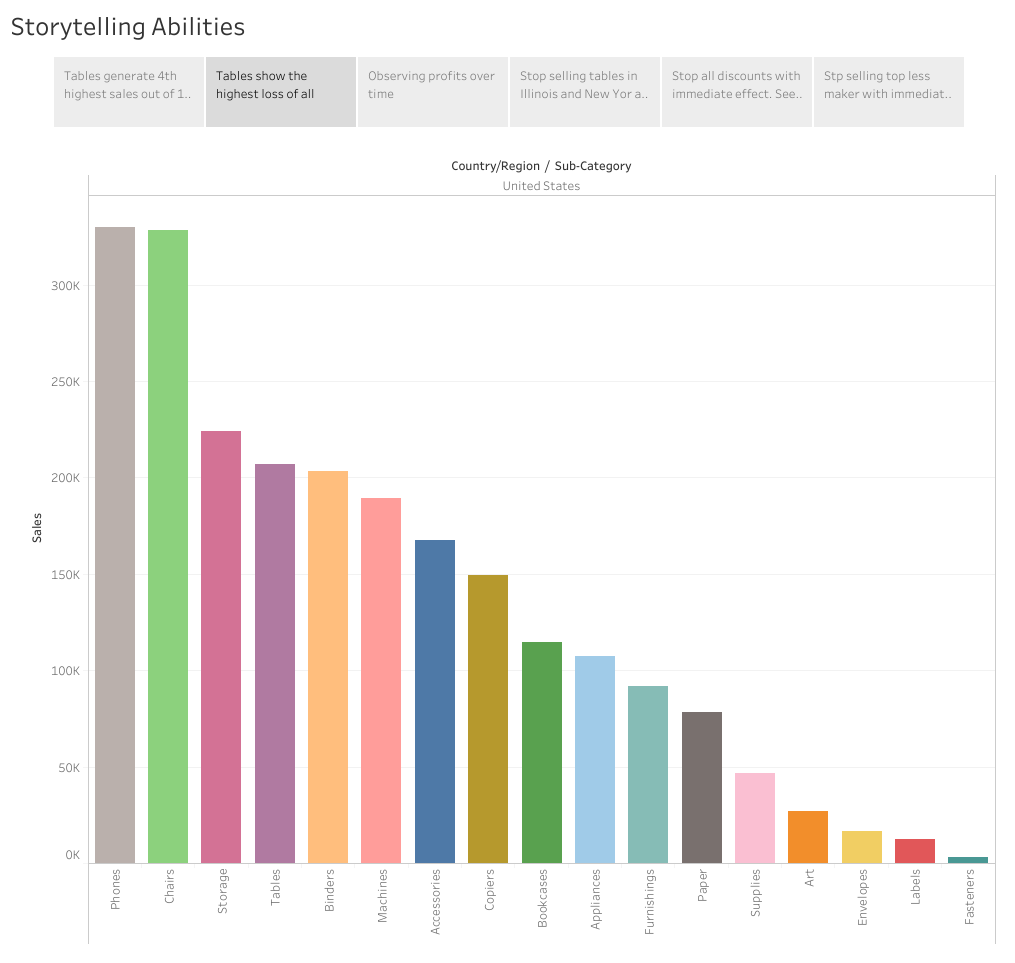 Storytelling Abilities
Tables generate 4th
highest sales out of 1..
Tables show the
highest loss of all
Observing profits over
time
Stop selling tables in
Illinois and New Yor a..
Stop all discounts with
immediate effect. See..
Stp selling top less
maker with immediat..
Country/Region / Sub-Category
United States
300K
250K
200K
150K
100K
50K
0K
Sales
Phones
Chairs
Storage
Tables
Binders
Machines
Accessories
Copiers
Bookcases
Appliances
Furnishings
Paper
Supplies
Art
Envelopes
Labels
Fasteners